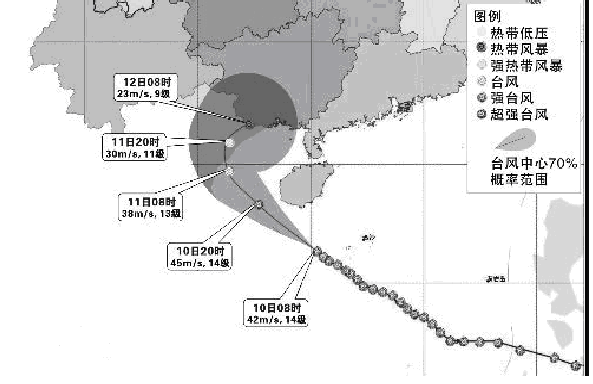 图例
热带低压
热带风暴
强热带风暴
台风
强台风
超强台风
台风中心70%
概率范围
12日08时
23m/s, 9级
11日20时
30m/s, 11级
11日08时
38m/s, 13级
10日20时
45m/s, 14级
10日08时
42m/s, 14级